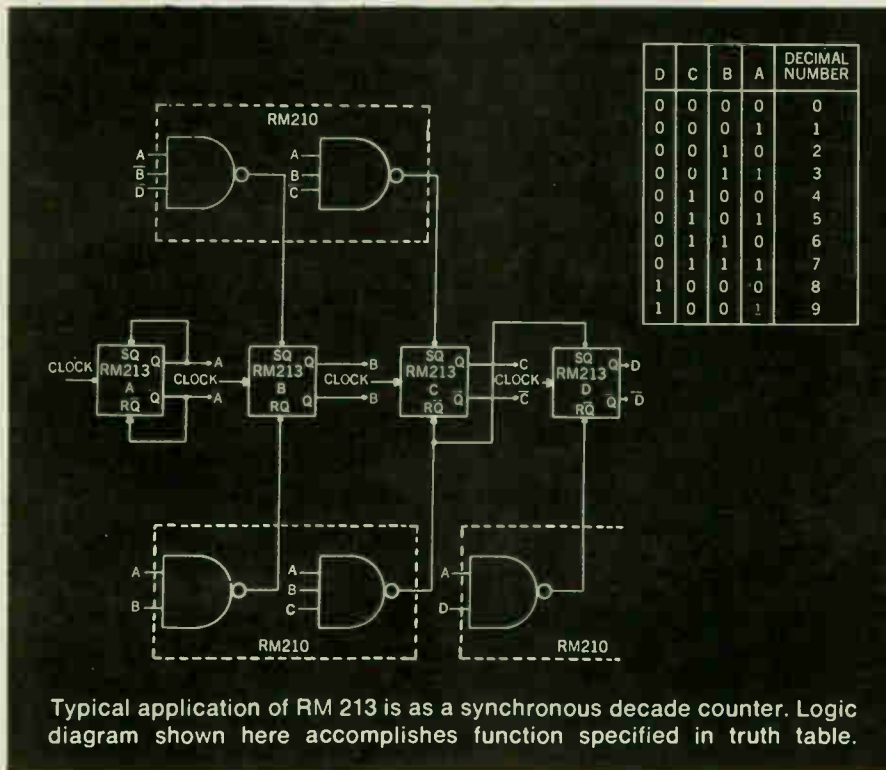 D C B A DECIMAL NUMBER
0 0 0 0 0
0 0 0 1 1
0 0 1 0 2
0 0 1 1 3
0 1 0 0 4
0 1 0 1 5
0 1 1 0 6
0 1 1 1 7
1 0 0 0 8
1 0 0 1 9
RM210
A
B̅
D̅
A
B
C̅
CLOCK
SQ Q
RM213
A
RQ̅ Q
A
A
CLOCK
SQ Q
RM213
B
RQ Q
B
B
CLOCK
SQ Q
RM213
C
RQ̅ Q̅
C
C̅
CLOCK
SQ Q
RM213
D
RQ̅ Q
D
D̅
A
B
A
B
C
RM210
A
D
RM210
Typical application of RM 213 is as a synchronous decade counter. Logic
diagram shown here accomplishes function specified in truth table.